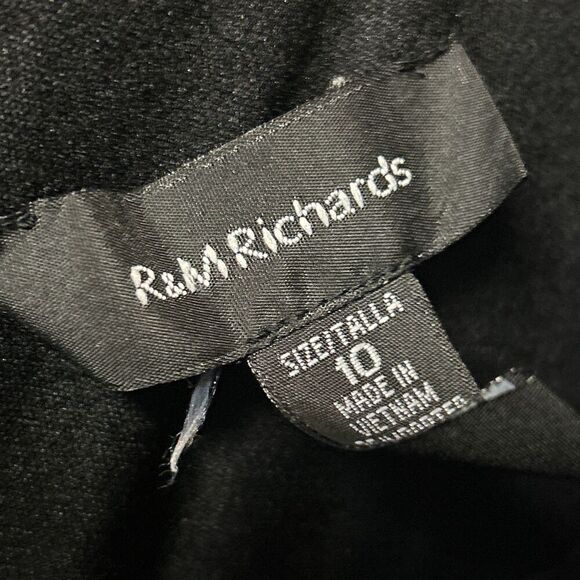 R&M Richards
SIZE/TALLA
10
MADE IN
VIETNAM